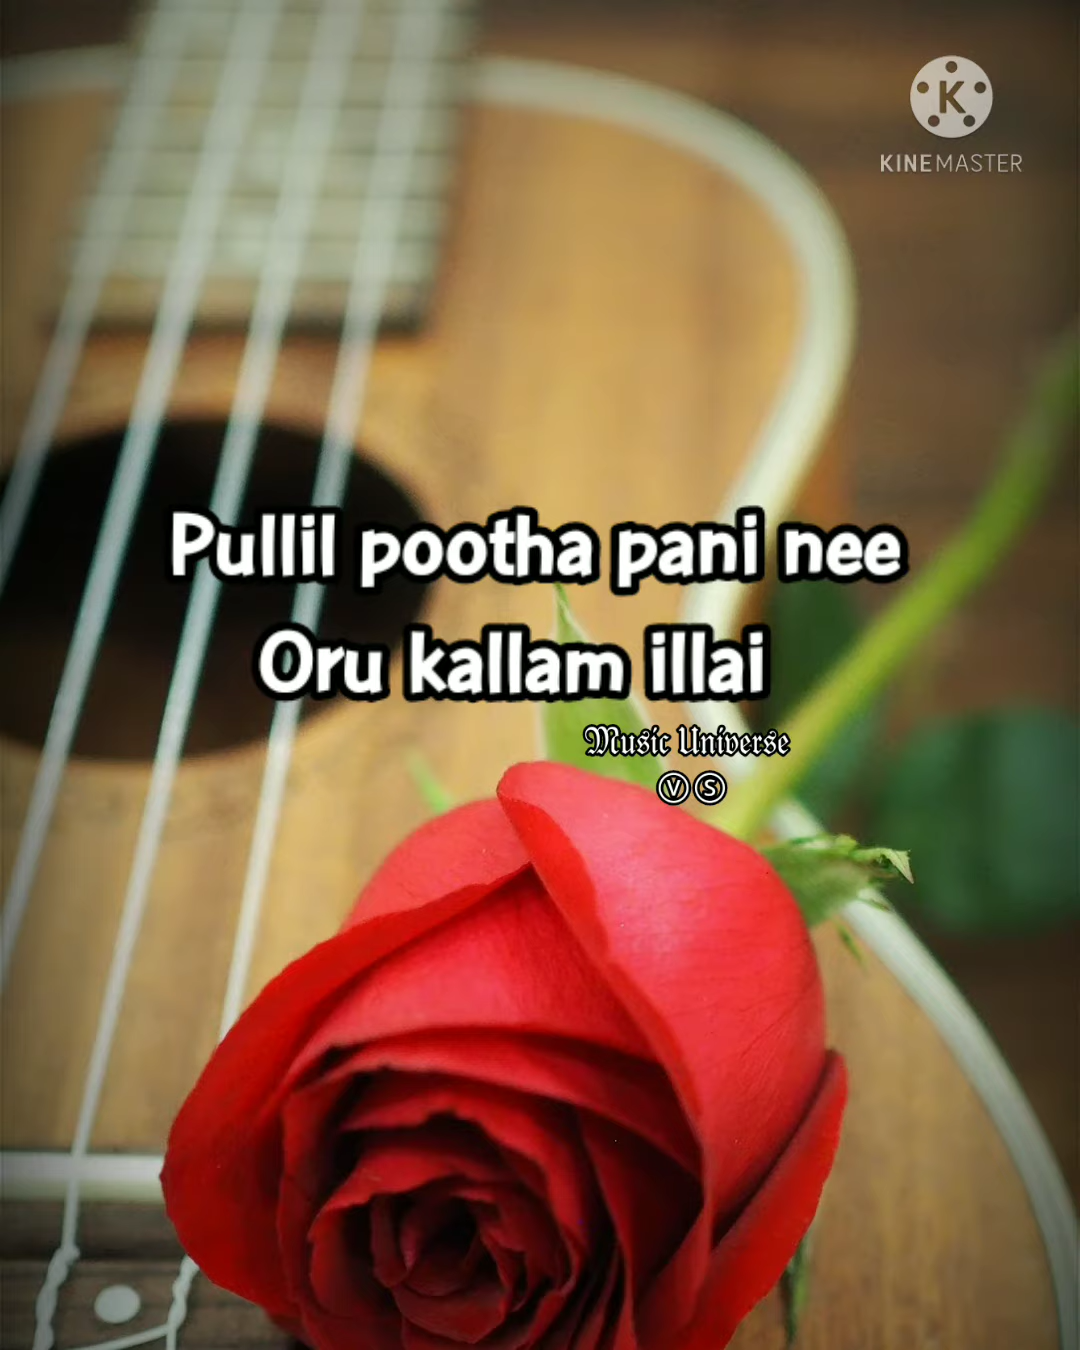 K
KINEMASTER
Pullil pootha pani nee
Oru kallam illai
Music Universe
ⓋⓈ